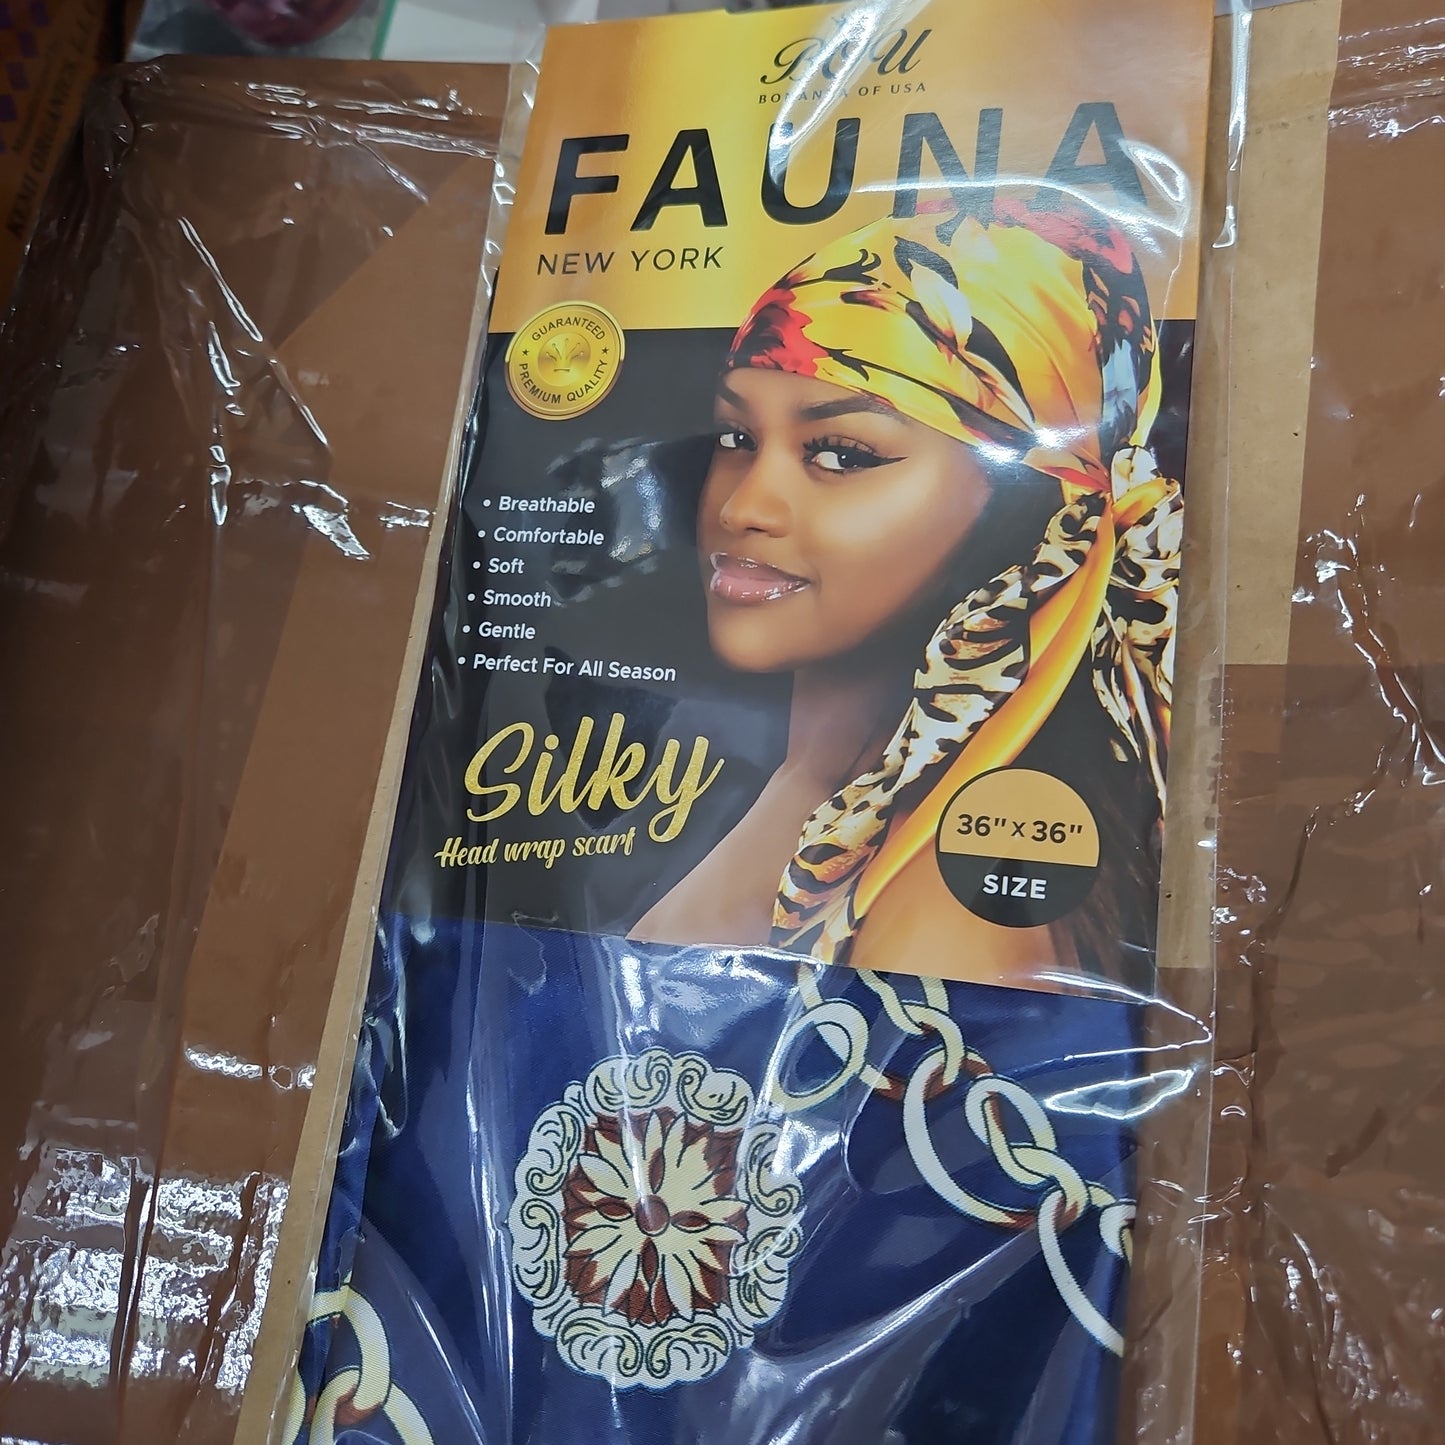 BOU
BONANZA OF USA
FAUNA
NEW YORK
GUARANTEED
PREMIUM QUALITY
• Breathable
• Comfortable
• Soft
• Smooth
• Gentle
• Perfect For All Season
Silky
Head wrap scarf
36" x 36"
SIZE